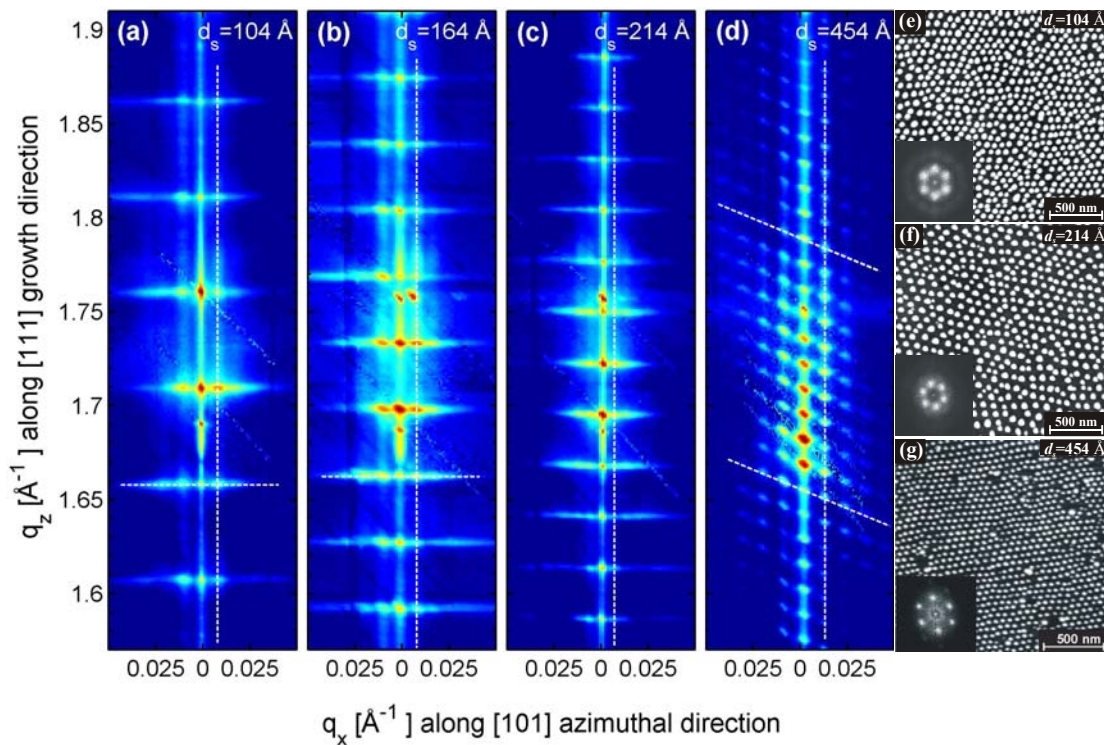 (a) d_s=104 Å
(b) d_s=164 Å
(c) d_s=214 Å
(d) d_s=454 Å
1.9
1.85
1.8
1.75
1.7
1.65
1.6
q_z [Å^-1] along [111] growth direction
0.025 0 0.025
0.025 0 0.025
0.025 0 0.025
0.025 0 0.025
q_x [Å^-1] along [101] azimuthal direction
(e) d_s=104 Å
500 nm
(f) d_s=214 Å
500 nm
(g) d_s=454 Å
500 nm